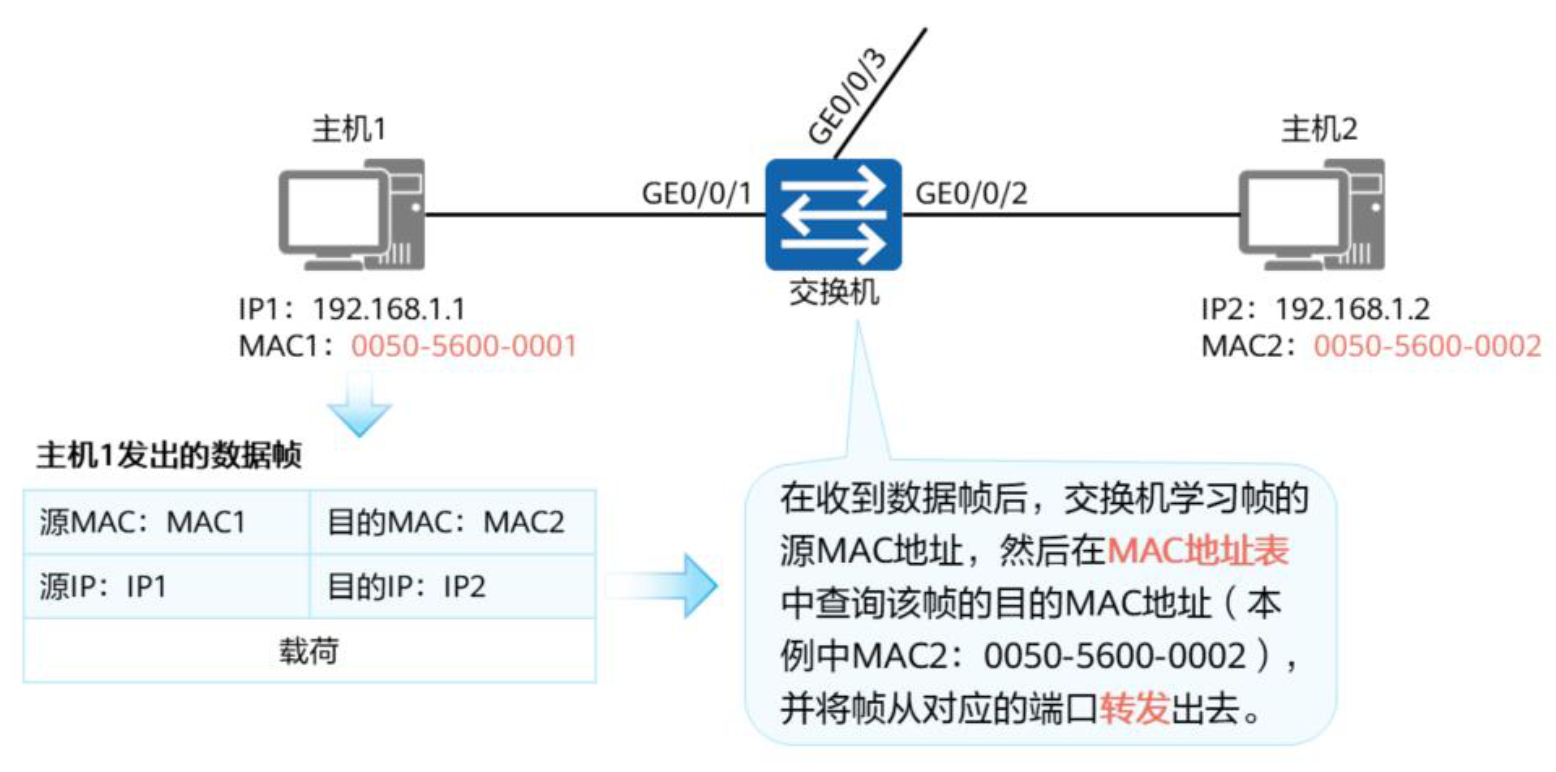 GE0/0/3
主机1
主机2
GE0/0/1
GE0/0/2
交换机
IP1：192.168.1.1
MAC1：0050-5600-0001
IP2：192.168.1.2
MAC2：0050-5600-0002
主机1发出的数据帧
源MAC：MAC1
目的MAC：MAC2
源IP：IP1
目的IP：IP2
载荷
在收到数据帧后，交换机学习帧的
源MAC地址，然后在MAC地址表
中查询该帧的目的MAC地址（本
例中MAC2：0050-5600-0002），
并将帧从对应的端口转发出去。